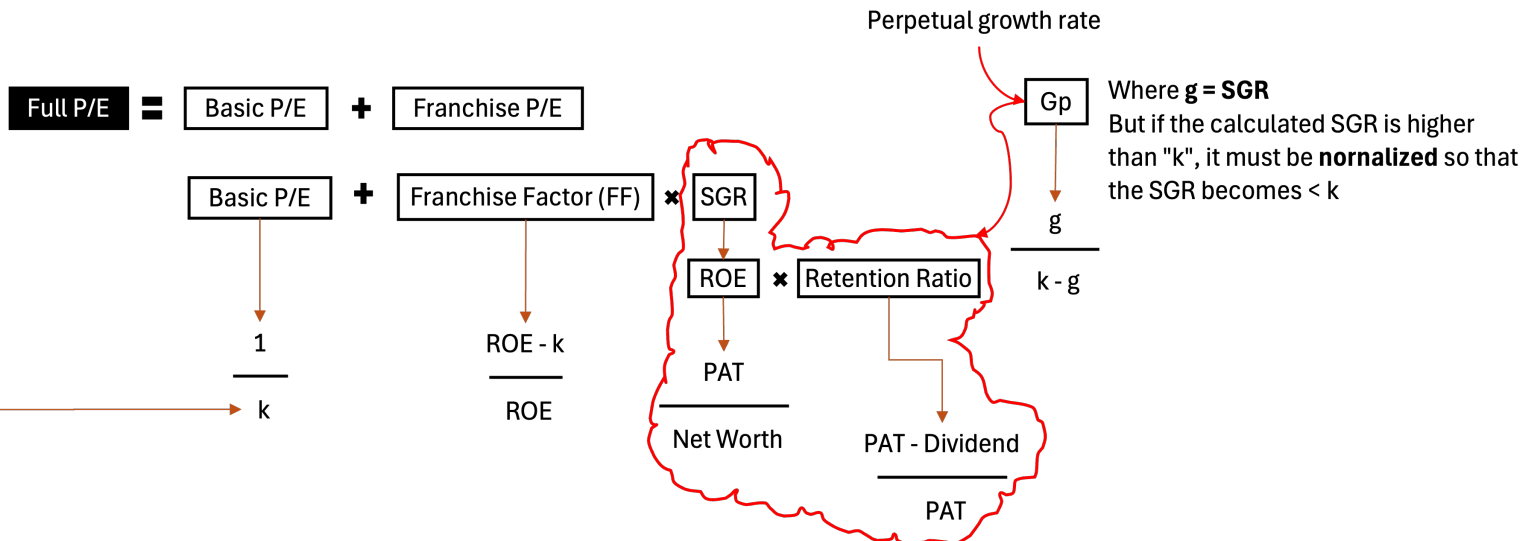 Perpetual growth rate
Full P/E = Basic P/E + Franchise P/E
Gp
Where g = SGR
But if the calculated SGR is higher
than "k", it must be nornalized so that
the SGR becomes < k
Basic P/E + Franchise Factor (FF) × SGR
g
k - g
ROE × Retention Ratio
1
k
ROE - k
ROE
PAT
Net Worth
PAT - Dividend
PAT